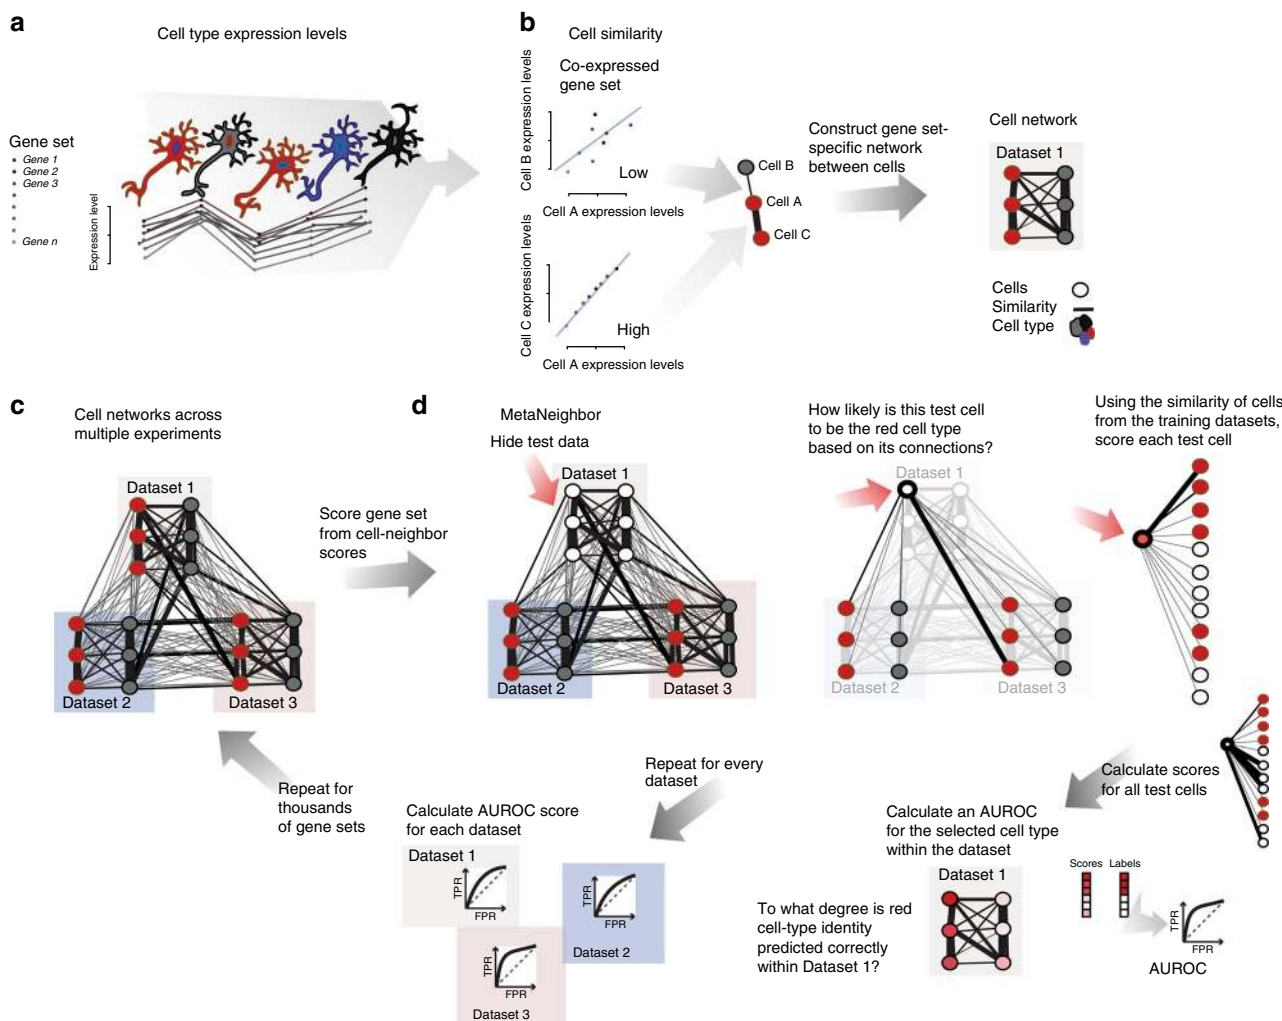 a
Cell type expression levels
Gene set
Gene 1
Gene 2
Gene 3
Gene n
Expression level
b
Cell similarity
Co-expressed
gene set
Cell B expression levels
Low
Cell A expression levels
Cell C expression levels
High
Cell A expression levels
Cell B
Cell A
Cell C
Construct gene set-
specific network
between cells
Cell network
Dataset 1
Cells
Similarity
Cell type
c
Cell networks across
multiple experiments
Dataset 1
Dataset 2
Dataset 3
Score gene set
from cell-neighbor
scores
d
MetaNeighbor
Hide test data
Dataset 2
Dataset 3
How likely is this test cell
to be the red cell type
based on its connections?
Dataset 1
Dataset 2
Dataset 3
Using the similarity of cells
from the training datasets,
score each test cell
Calculate scores
for all test cells
Calculate an AUROC
for the selected cell type
within the dataset
Dataset 1
To what degree is red
cell-type identity
predicted correctly
within Dataset 1?
Scores
Labels
TPR
FPR
AUROC
Repeat for every
dataset
Calculate AUROC score
for each dataset
Dataset 1
TPR
FPR
TPR
FPR
Dataset 2
TPR
FPR
Dataset 3
Repeat for
thousands
of gene sets